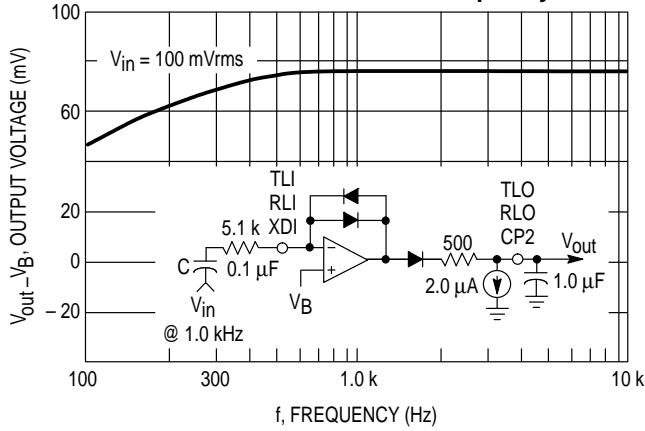 100
60
20
0
– 20
Vout – VB, OUTPUT VOLTAGE (mV)
Vin = 100 mVrms
TLI
RLI
XDI
5.1 k
C
0.1 µF
Vin
@ 1.0 kHz
VB
–
+
500
2.0 µA
TLO
RLO
CP2
Vout
1.0 µF
100
300
1.0 k
10 k
f, FREQUENCY (Hz)